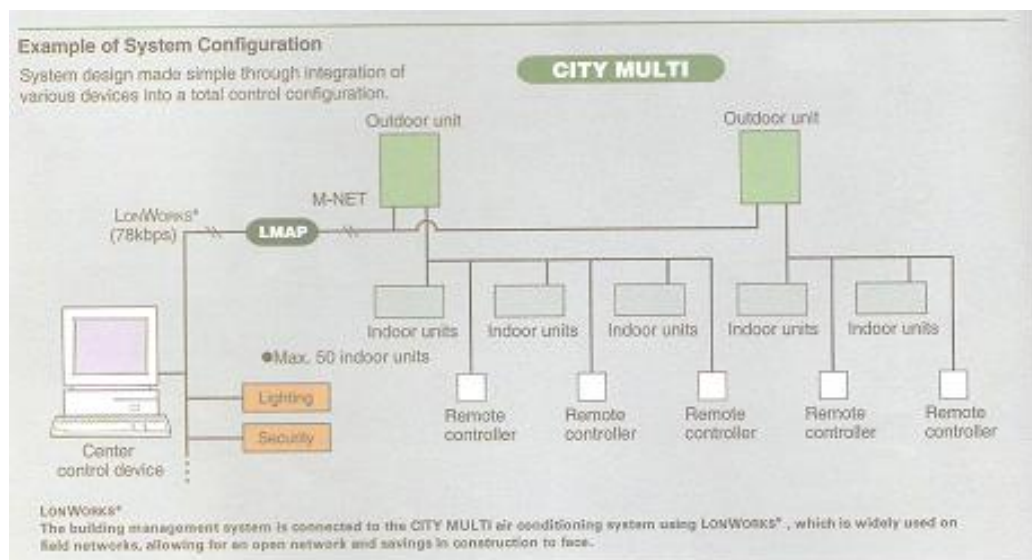 Example of System Configuration
System design made simple through integration of
various devices into a total control configuration.
CITY MULTI
Outdoor unit
Outdoor unit
M-NET
LONWORKS®
(78kbps)
LMAP
Indoor units
Indoor units
Indoor units
Indoor units
Indoor units
●Max. 50 indoor units
Lighting
Security
Center
control device
Remote
controller
Remote
controller
Remote
controller
Remote
controller
Remote
controller
LONWORKS®
The building management system is connected to the CITY MULTI air conditioning system using LONWORKS® , which is widely used on
field networks, allowing for an open network and savings in construction to face.